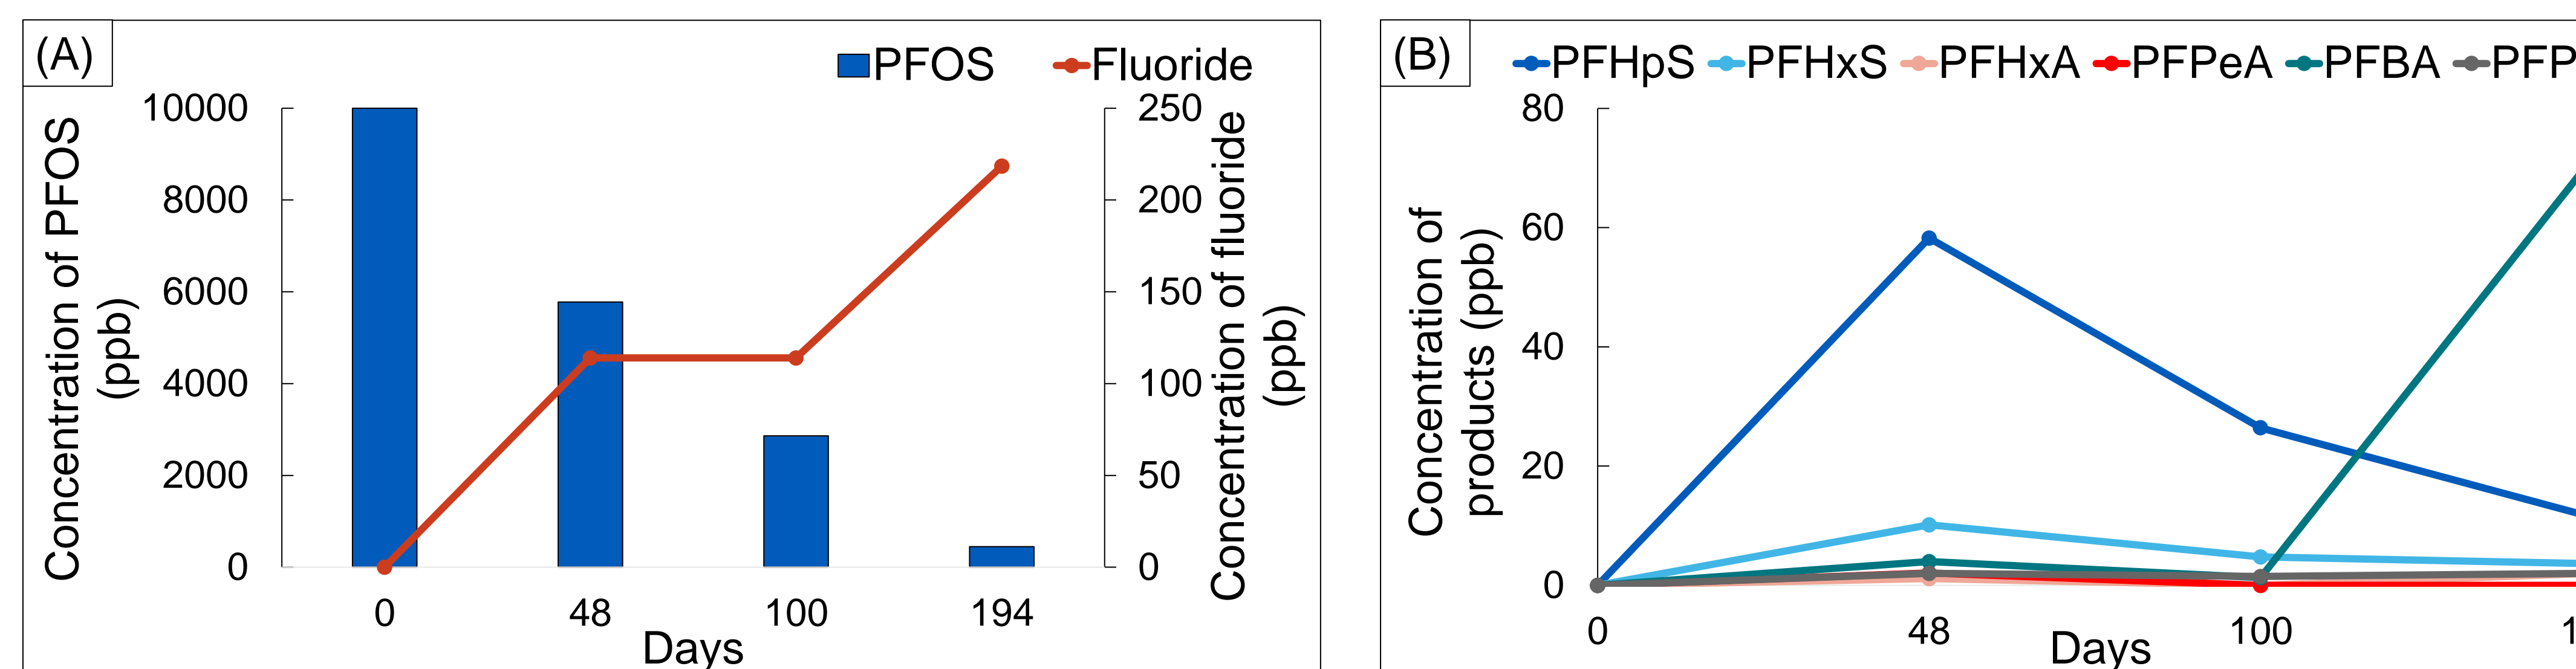 (A)
PFOS Fluoride
Concentration of PFOS
(ppb)
10000
8000
6000
4000
2000
0
250
200
150
100
50
0
Concentration of fluoride
(ppb)
0 48 100 194
Days
(B)
PFHpS PFHxS PFHxA PFPeA PFBA
Concentration of
products (ppb)
80
60
40
20
0
0 48 100
Days